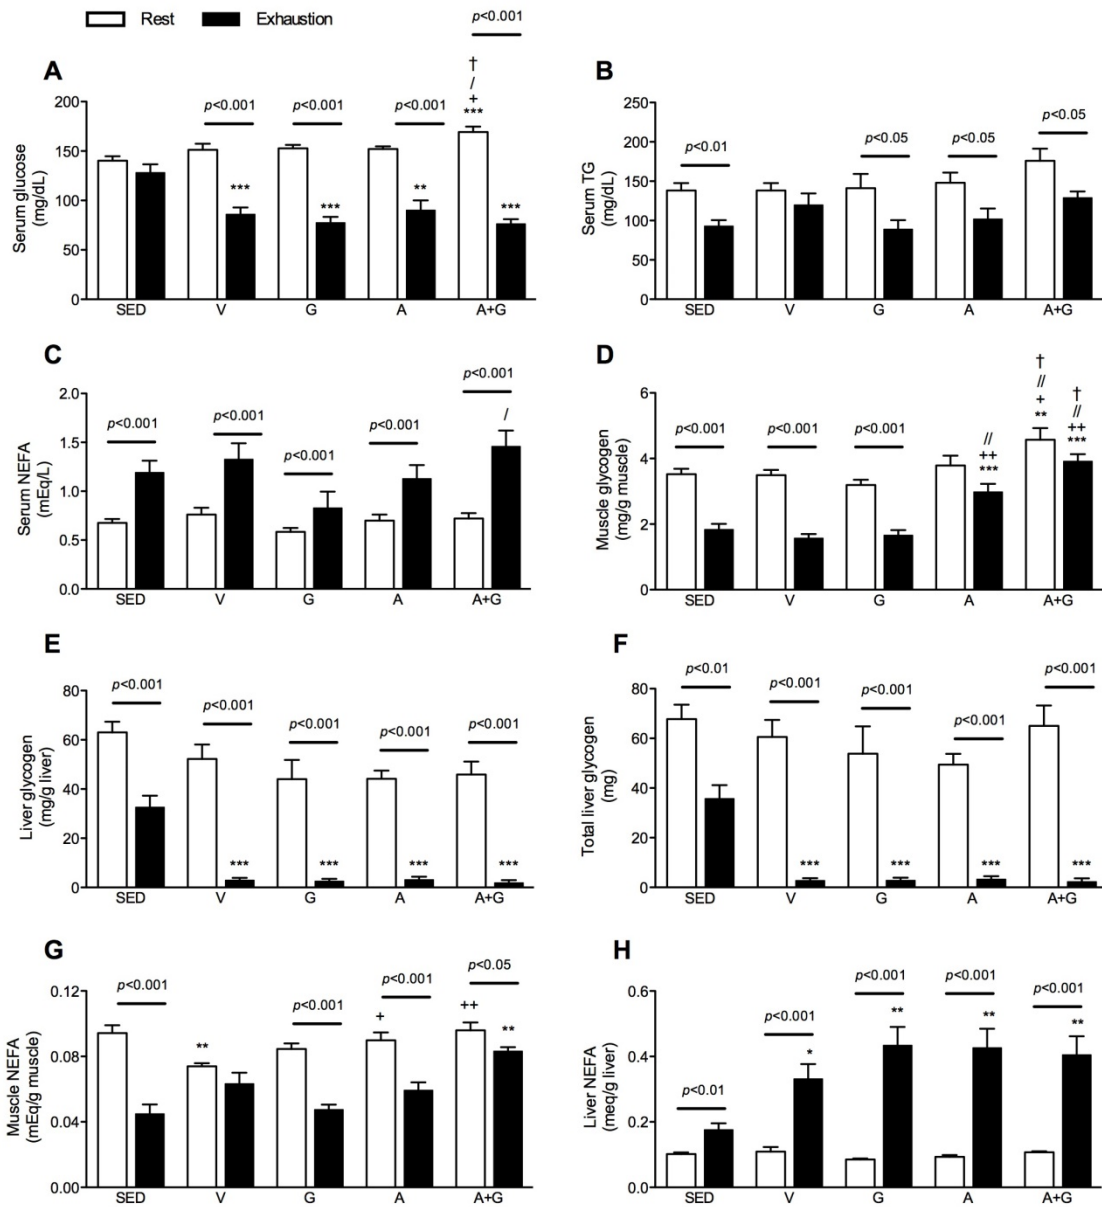 Rest Exhaustion
p<0.001
A
†
/
+
***
p<0.001 p<0.001 p<0.001
*** *** ** ***
Serum glucose
(mg/dL)
200
150
100
50
0
SED V G A A+G
B
p<0.01 p<0.05 p<0.05 p<0.05
Serum TG
(mg/dL)
250
200
150
100
50
0
SED V G A A+G
C
p<0.001 p<0.001 p<0.001 p<0.001 p<0.001
/
Serum NEFA
(mEq/L)
2.0
1.5
1.0
0.5
0.0
SED V G A A+G
D
p<0.001 p<0.001 p<0.001
//
++
***
†
//
+
**
†
//
++
***
Muscle glycogen
(mg/g muscle)
6
4
2
0
SED V G A A+G
E
p<0.001 p<0.001 p<0.001 p<0.001 p<0.001
*** *** *** ***
Liver glycogen
(mg/g liver)
80
60
40
20
0
SED V G A A+G
F
p<0.01 p<0.001 p<0.001 p<0.001 p<0.001
*** *** *** ***
Total liver glycogen
(mg)
80
60
40
20
0
SED V G A A+G
G
p<0.001 p<0.001 p<0.001 p<0.05
** + ++ **
Muscle NEFA
(mEq/g muscle)
0.12
0.08
0.04
0.00
SED V G A A+G
H
p<0.01 p<0.001 p<0.001 p<0.001 p<0.001
* ** ** **
Liver NEFA
(meq/g liver)
0.6
0.4
0.2
0.0
SED V G A A+G